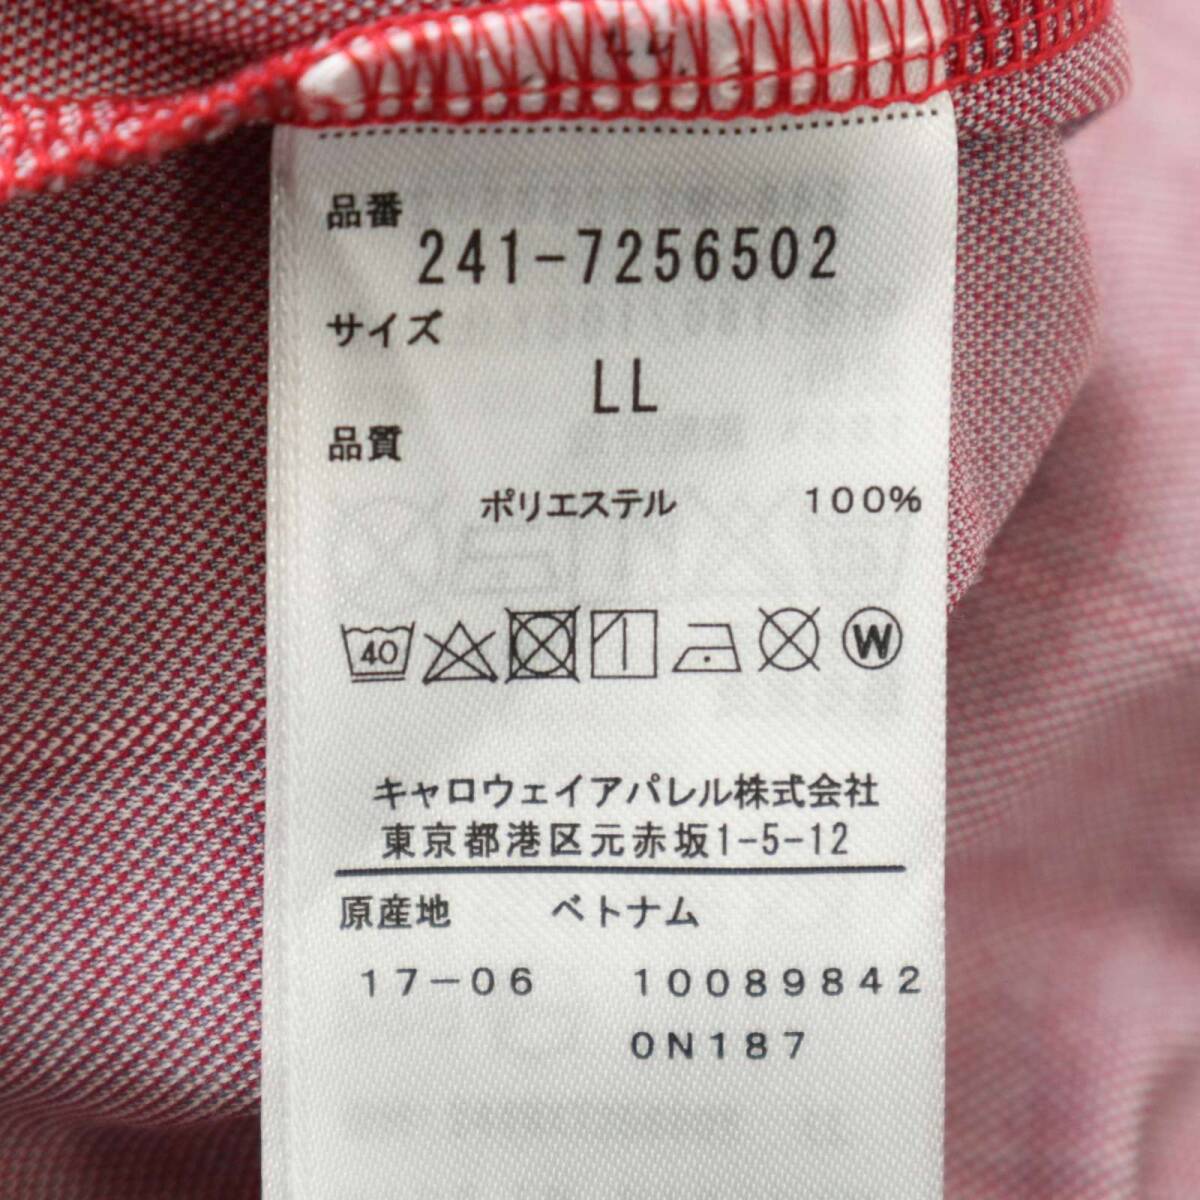 品番
241-7256502
サイズ
LL
品質
ポリエステル 100%
40 W
キャロウェイアパレル株式会社
東京都港区元赤坂1-5-12
原産地 ベトナム
17-06 10089842
0N187